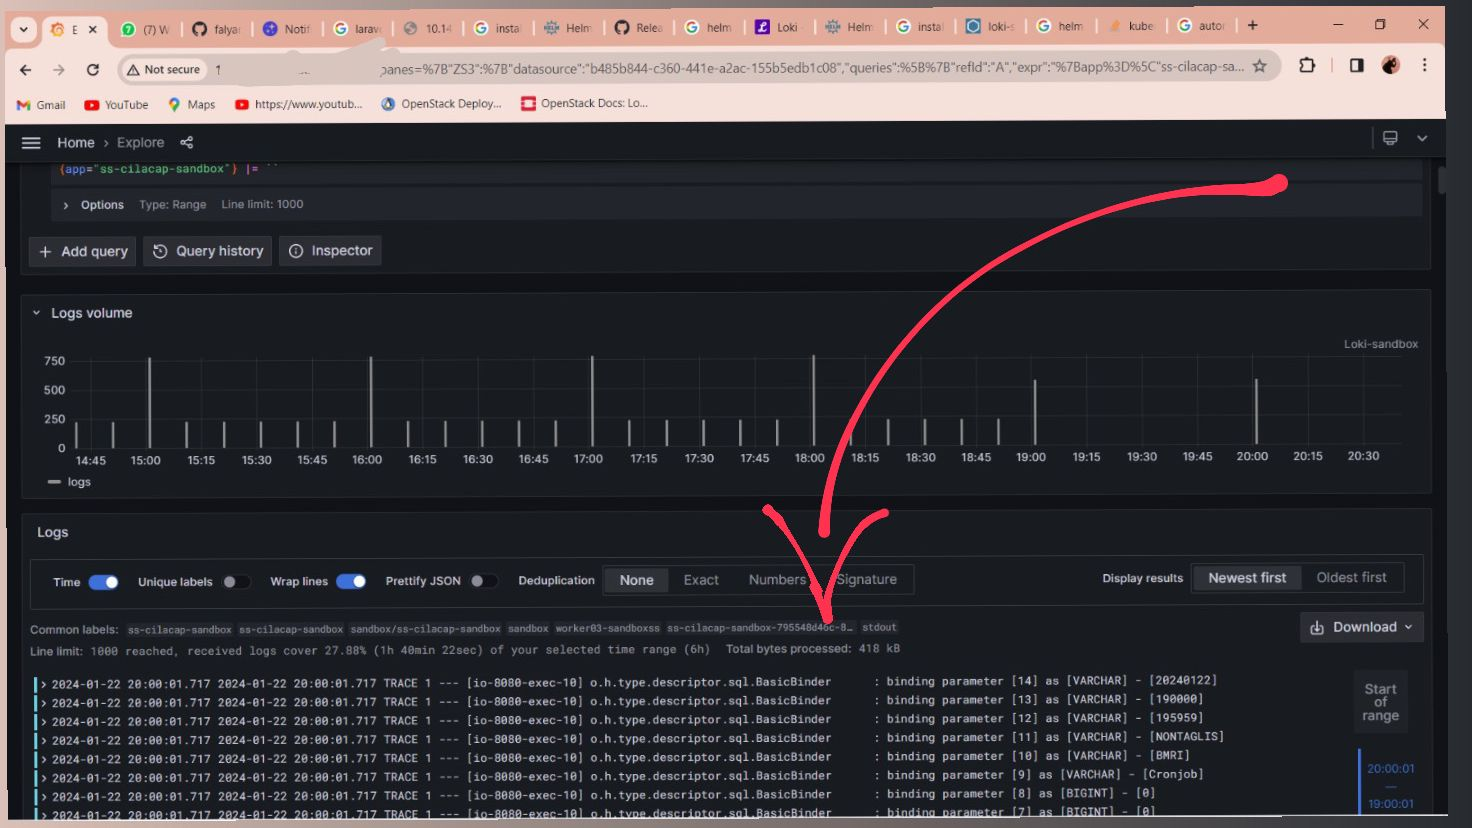 E
(7) W
falyar
Notif
larav
10.14
insta
Helm
Relea
helm
Loki
Helm
instal
loki-s
helm
kube
autor
Not secure
panes=%7B"ZS3":%7B"datasource":"b485b844-c360-441e-a2ac-155b5edb1c08","queries":%5B%7B"refId":"A","expr":"%7Bapp%3D%5C"ss-cilacap-sa...
Gmail YouTube Maps https://www.youtub... OpenStack Deploy... OpenStack Docs: Lo...
Home › Explore
{app="ss-cilacap-sandbox"} |= ``
Options Type: Range Line limit: 1000
+ Add query Query history Inspector
Logs volume
Loki-sandbox
750
500
250
0
14:45 15:00 15:15 15:30 15:45 16:00 16:15 16:30 16:45 17:00 17:15 17:30 17:45 18:00 18:15 18:30 18:45 19:00 19:15 19:30 19:45 20:00 20:15 20:30
logs
Logs
Time Unique labels Wrap lines Prettify JSON Deduplication None Exact Numbers Signature Display results Newest first Oldest first
Common labels: ss-cilacap-sandbox ss-cilacap-sandbox sandbox/ss-cilacap-sandbox sandbox worker03-sandboxss ss-cilacap-sandbox-795548d46c-8… stdout
Download
Line limit: 1000 reached, received logs cover 27.88% (1h 40min 22sec) of your selected time range (6h) Total bytes processed: 418 kB
2024-01-22 20:00:01.717 2024-01-22 20:00:01.717 TRACE 1 --- [io-8080-exec-10] o.h.type.descriptor.sql.BasicBinder : binding parameter [14] as [VARCHAR] - [20240122]
2024-01-22 20:00:01.717 2024-01-22 20:00:01.717 TRACE 1 --- [io-8080-exec-10] o.h.type.descriptor.sql.BasicBinder : binding parameter [13] as [VARCHAR] - [190000]
2024-01-22 20:00:01.717 2024-01-22 20:00:01.717 TRACE 1 --- [io-8080-exec-10] o.h.type.descriptor.sql.BasicBinder : binding parameter [12] as [VARCHAR] - [195959]
2024-01-22 20:00:01.717 2024-01-22 20:00:01.717 TRACE 1 --- [io-8080-exec-10] o.h.type.descriptor.sql.BasicBinder : binding parameter [11] as [VARCHAR] - [NONTAGLIS]
2024-01-22 20:00:01.717 2024-01-22 20:00:01.717 TRACE 1 --- [io-8080-exec-10] o.h.type.descriptor.sql.BasicBinder : binding parameter [10] as [VARCHAR] - [BMRI]
2024-01-22 20:00:01.717 2024-01-22 20:00:01.717 TRACE 1 --- [io-8080-exec-10] o.h.type.descriptor.sql.BasicBinder : binding parameter [9] as [VARCHAR] - [Cronjob]
2024-01-22 20:00:01.717 2024-01-22 20:00:01.717 TRACE 1 --- [io-8080-exec-10] o.h.type.descriptor.sql.BasicBinder : binding parameter [8] as [BIGINT] - [0]
2024-01-22 20:00:01.717 2024-01-22 20:00:01.717 TRACE 1 --- [io-8080-exec-10] o.h.type.descriptor.sql.BasicBinder : binding parameter [7] as [BIGINT] - [0]
Start
of
range
20:00:01
—
19:00:01